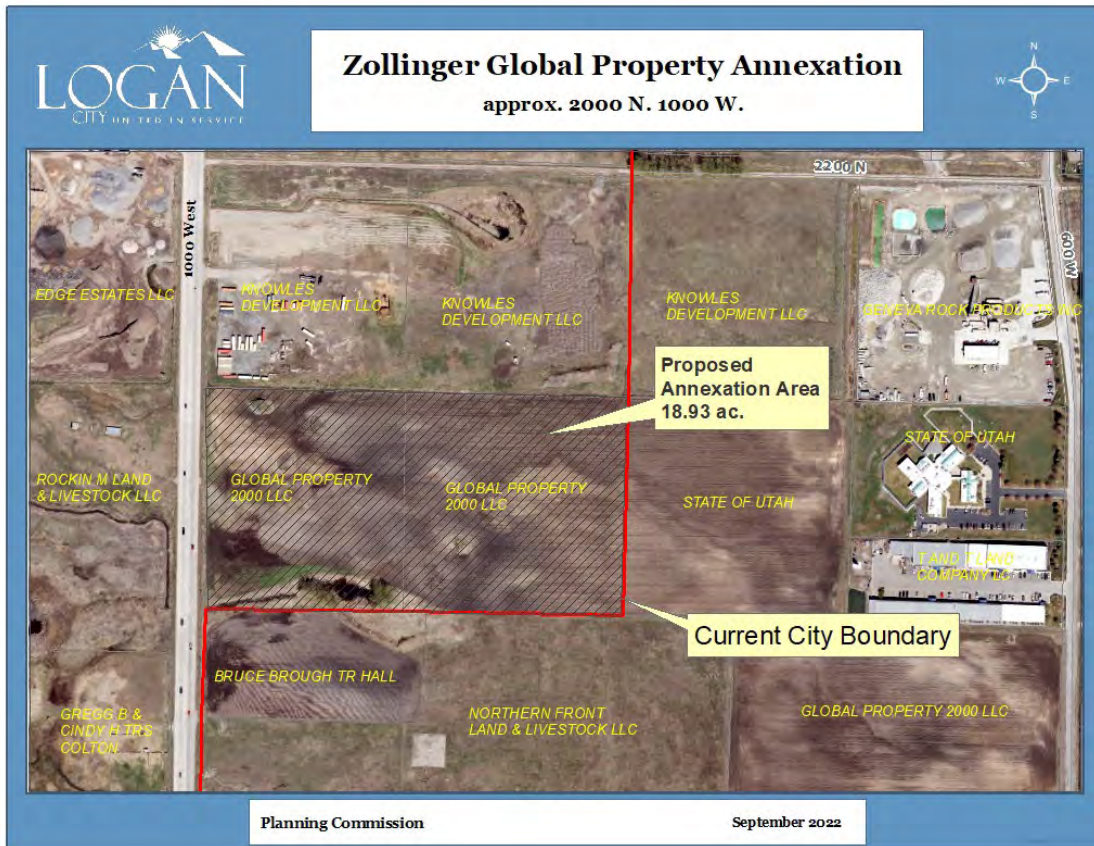 LOGAN
CITY UNITED IN SERVICE
Zollinger Global Property Annexation
approx. 2000 N. 1000 W.
N
W E
S
2200 N
1000 West
600 W
EDGE ESTATES LLC
KNOWLES
DEVELOPMENT LLC
KNOWLES
DEVELOPMENT LLC
KNOWLES
DEVELOPMENT LLC
GENEVA ROCK PRODUCTS INC
Proposed
Annexation Area
18.93 ac.
STATE OF UTAH
ROCKIN M LAND
& LIVESTOCK LLC
GLOBAL PROPERTY
2000 LLC
GLOBAL PROPERTY
2000 LLC
STATE OF UTAH
T AND T LAND
COMPANY LC
Current City Boundary
BRUCE BROUGH TR HALL
GREGG B &
CINDY H TRS
COLTON
NORTHERN FRONT
LAND & LIVESTOCK LLC
GLOBAL PROPERTY 2000 LLC
Planning Commission
September 2022